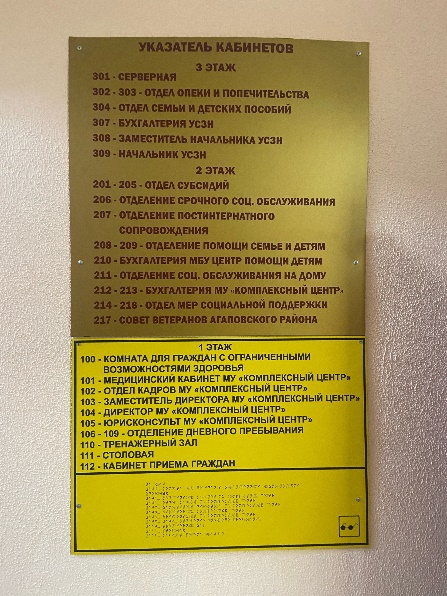 УКАЗАТЕЛЬ КАБИНЕТОВ
3 ЭТАЖ
301 - СЕРВЕРНАЯ
302 - 303 - ОТДЕЛ ОПЕКИ И ПОПЕЧИТЕЛЬСТВА
304 - ОТДЕЛ СЕМЬИ И ДЕТСКИХ ПОСОБИЙ
307 - БУХГАЛТЕРИЯ УСЗН
308 - ЗАМЕСТИТЕЛЬ НАЧАЛЬНИКА УСЗН
309 - НАЧАЛЬНИК УСЗН
2 ЭТАЖ
201 - 205 - ОТДЕЛ СУБСИДИЙ
206 - ОТДЕЛЕНИЕ СРОЧНОГО СОЦ. ОБСЛУЖИВАНИЯ
207 - ОТДЕЛЕНИЕ ПОСТИНТЕРНАТНОГО
СОПРОВОЖДЕНИЯ
208 - 209 - ОТДЕЛЕНИЕ ПОМОЩИ СЕМЬЕ И ДЕТЯМ
210 - БУХГАЛТЕРИЯ МБУ ЦЕНТР ПОМОЩИ ДЕТЯМ
211 - ОТДЕЛЕНИЕ СОЦ. ОБСЛУЖИВАНИЯ НА ДОМУ
212 - 213 - БУХГАЛТЕРИЯ МУ «КОМПЛЕКСНЫЙ ЦЕНТР»
214 - 216 - ОТДЕЛ МЕР СОЦИАЛЬНОЙ ПОДДЕРЖКИ
217 - СОВЕТ ВЕТЕРАНОВ АГАПОВСКОГО РАЙОНА
1 ЭТАЖ
100 - КОМНАТА ДЛЯ ГРАЖДАН С ОГРАНИЧЕННЫМИ
ВОЗМОЖНОСТЯМИ ЗДОРОВЬЯ
101 - МЕДИЦИНСКИЙ КАБИНЕТ МУ «КОМПЛЕКСНЫЙ ЦЕНТР»
102 - ОТДЕЛ КАДРОВ МУ «КОМПЛЕКСНЫЙ ЦЕНТР»
103 - ЗАМЕСТИТЕЛЬ ДИРЕКТОРА МУ «КОМПЛЕКСНЫЙ ЦЕНТР»
104 - ДИРЕКТОР МУ «КОМПЛЕКСНЫЙ ЦЕНТР»
105 - ЮРИСКОНСУЛЬТ МУ «КОМПЛЕКСНЫЙ ЦЕНТР»
106 - 109 - ОТДЕЛЕНИЕ ДНЕВНОГО ПРЕБЫВАНИЯ
110 - ТРЕНАЖЕРНЫЙ ЗАЛ
111 - СТОЛОВАЯ
112 - КАБИНЕТ ПРИЕМА ГРАЖДАН